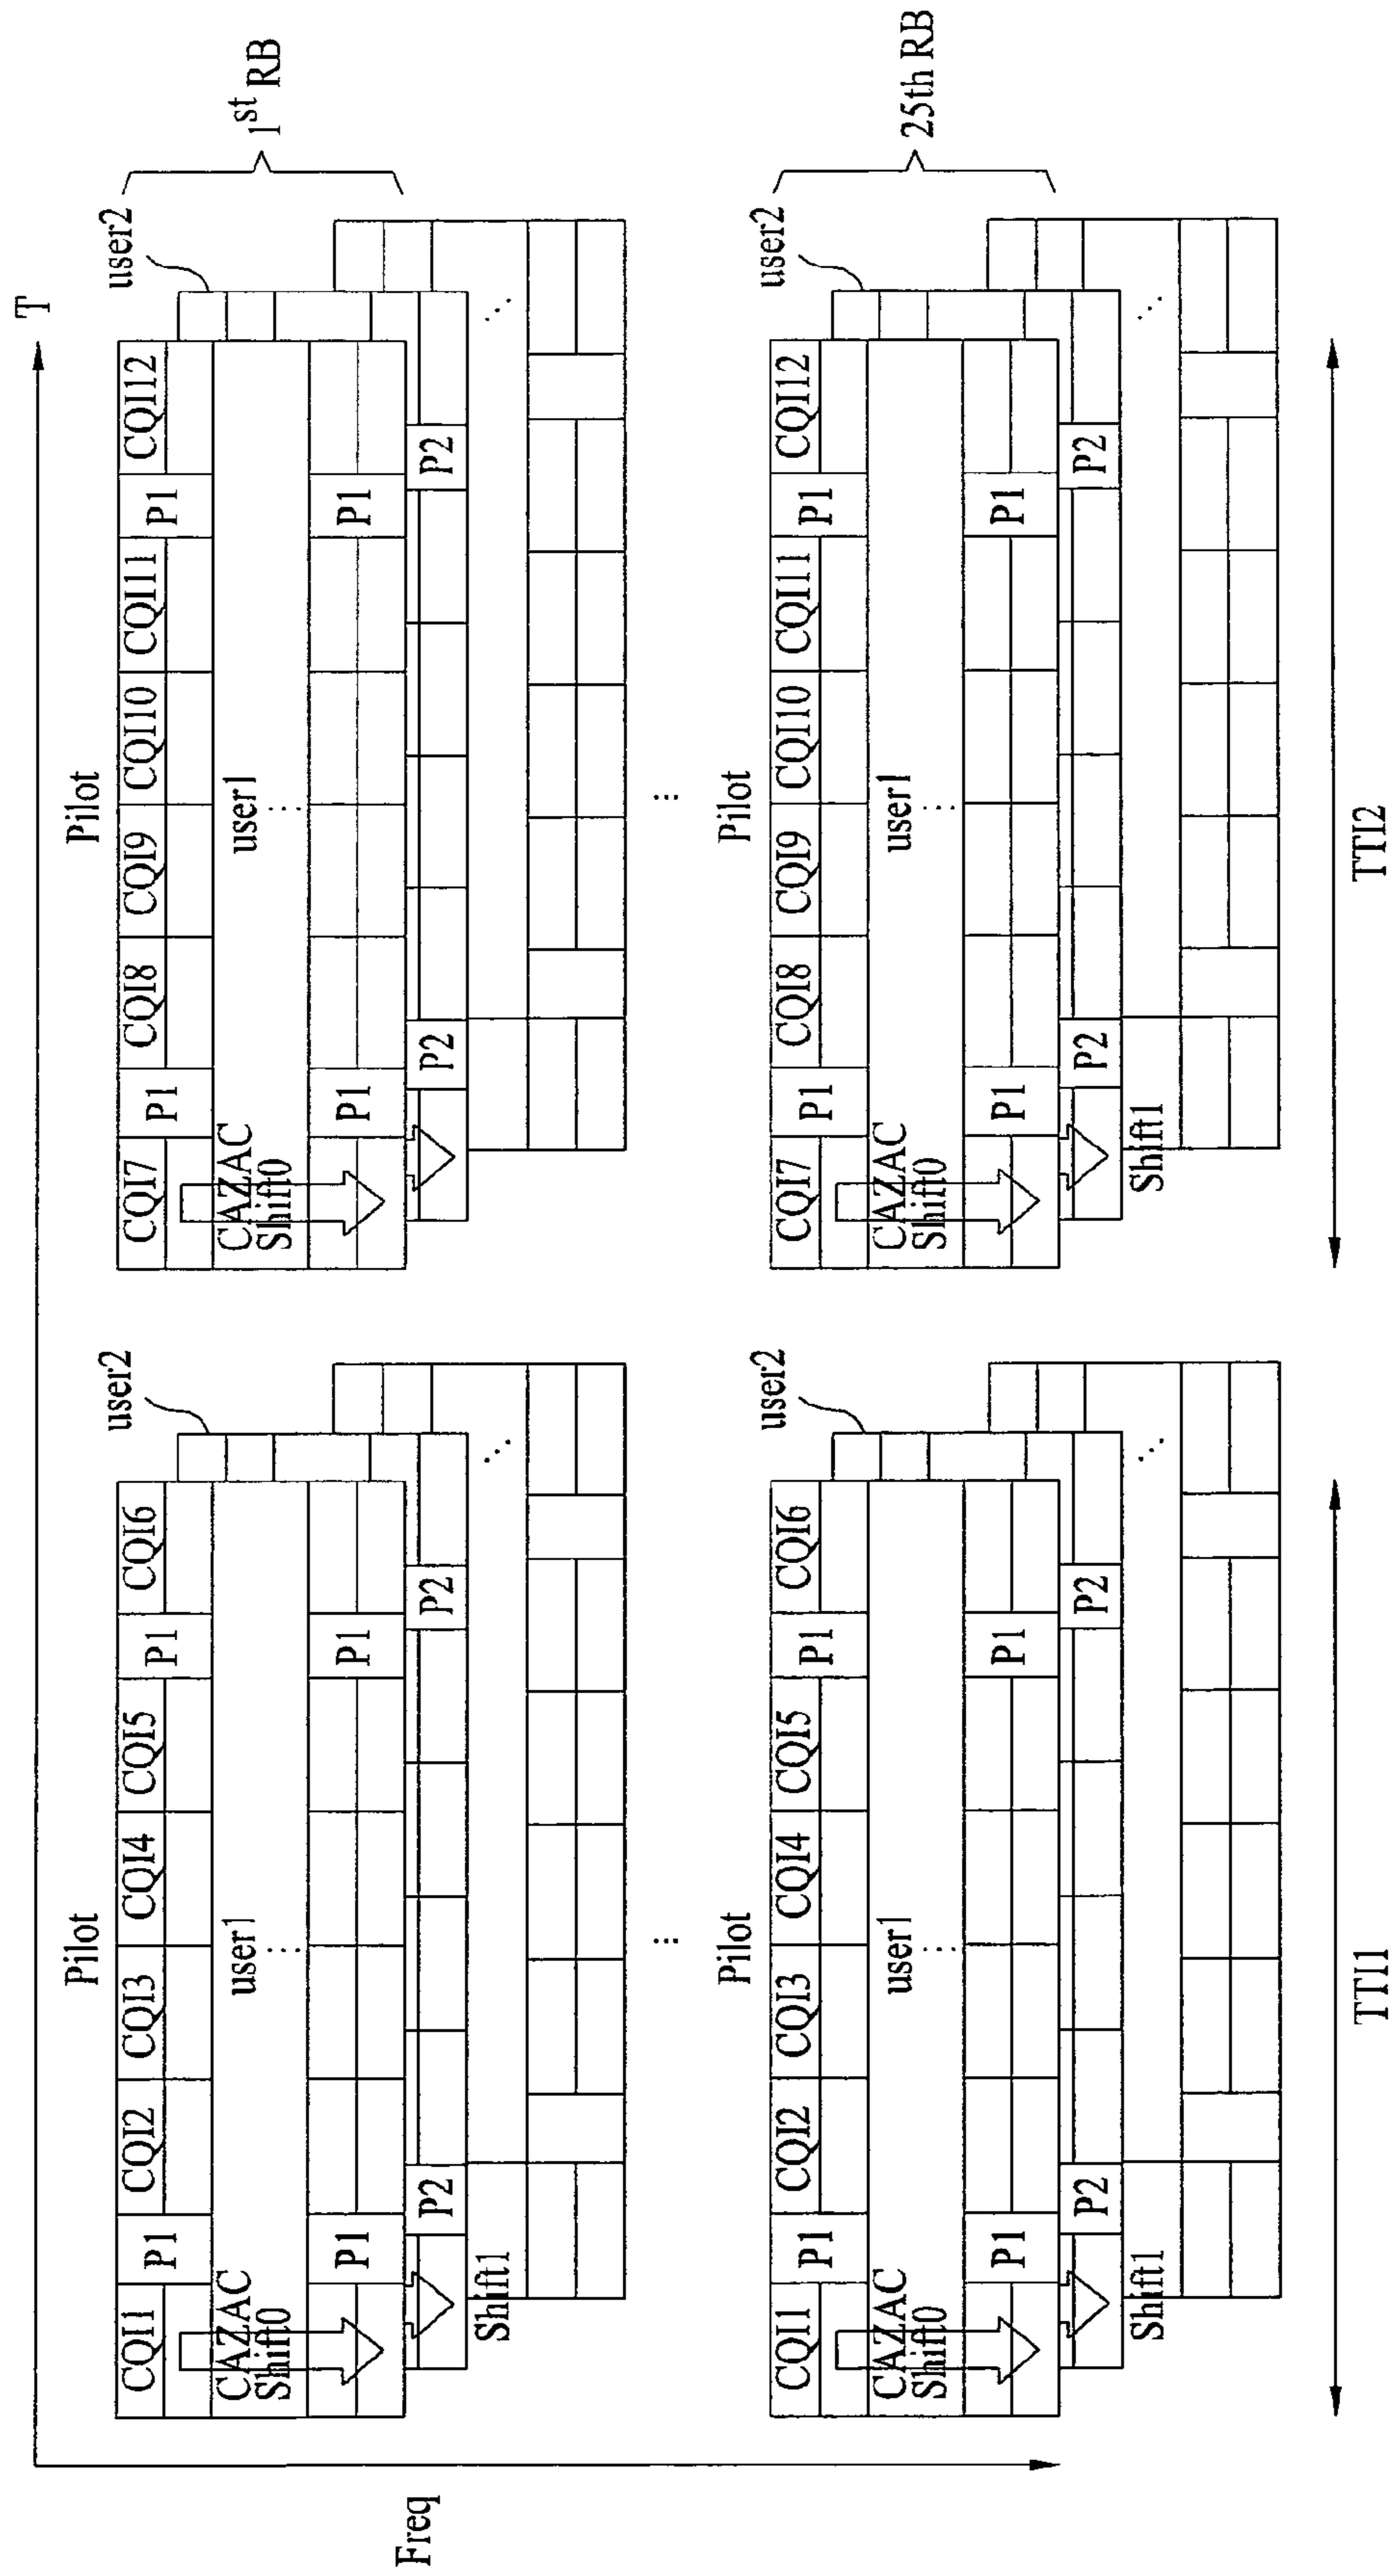 T
Freq
Pilot
user2
CQI1 P1 CQI2 CQI3 CQI4 CQI5 P1 CQI6
CAZAC
Shift0
user1
P1 P1
P2 P2
Shift1
Pilot
user2
CQI7 P1 CQI8 CQI9 CQI10 CQI11 P1 CQI12
CAZAC
Shift0
user1
P1 P1
P2 P2
1st RB
Pilot
user2
CQI1 P1 CQI2 CQI3 CQI4 CQI5 P1 CQI6
CAZAC
Shift0
user1
P1 P1
P2 P2
Shift1
Pilot
user2
CQI7 P1 CQI8 CQI9 CQI10 CQI11 P1 CQI12
CAZAC
Shift0
user1
P1 P1
P2 P2
Shift1
25th RB
TTI1
TTI2